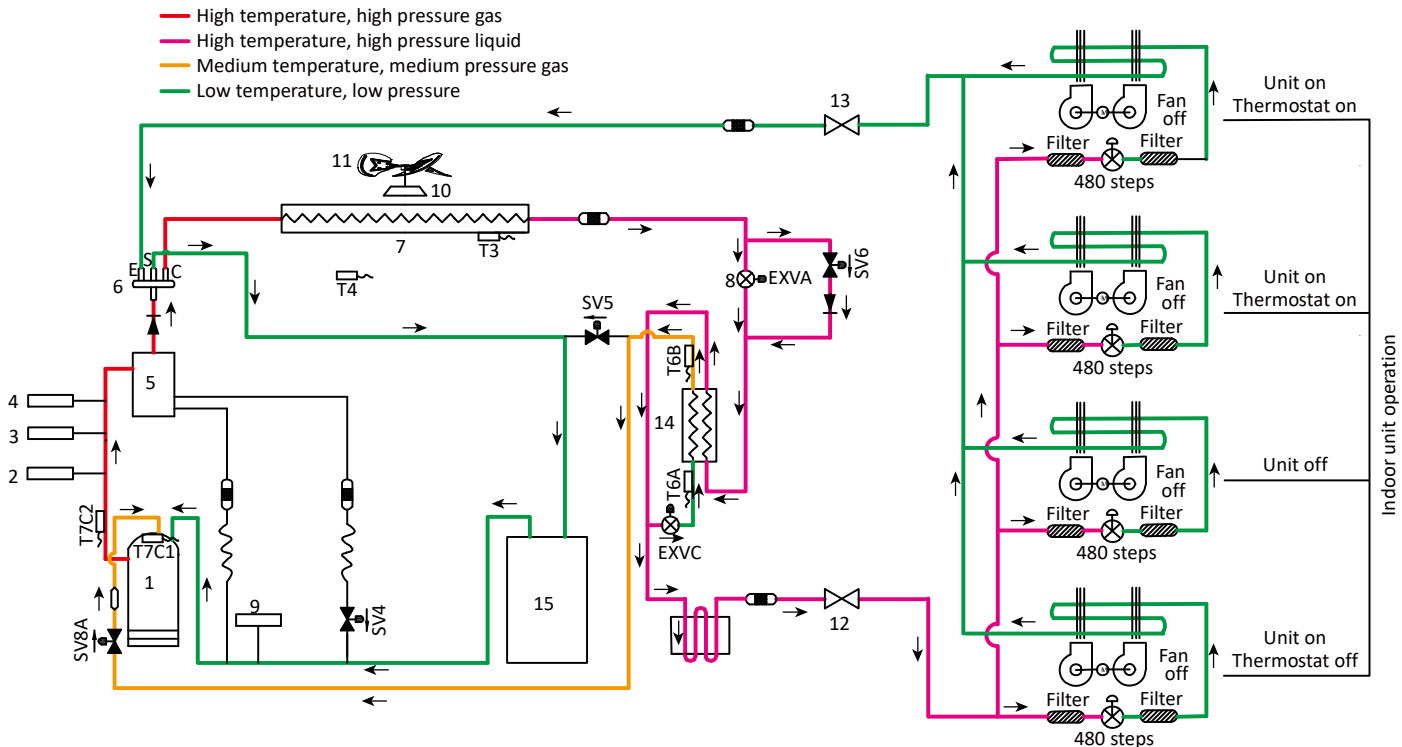 High temperature, high pressure gas
High temperature, high pressure liquid
Medium temperature, medium pressure gas
Low temperature, low pressure
13
11
10
7
T3
T4
E
S
C
6
8
EXVA
SV6
SV5
T6B
14
T6A
EXVC
5
4
3
2
T7C2
T7C1
1
SV8A
9
SV4
15
12
Fan
off
Filter
Filter
480 steps
Unit on
Thermostat on
Fan
off
Filter
Filter
480 steps
Unit on
Thermostat on
Fan
off
Filter
Filter
480 steps
Unit off
Fan
off
Filter
Filter
480 steps
Unit on
Thermostat off
Indoor unit operation